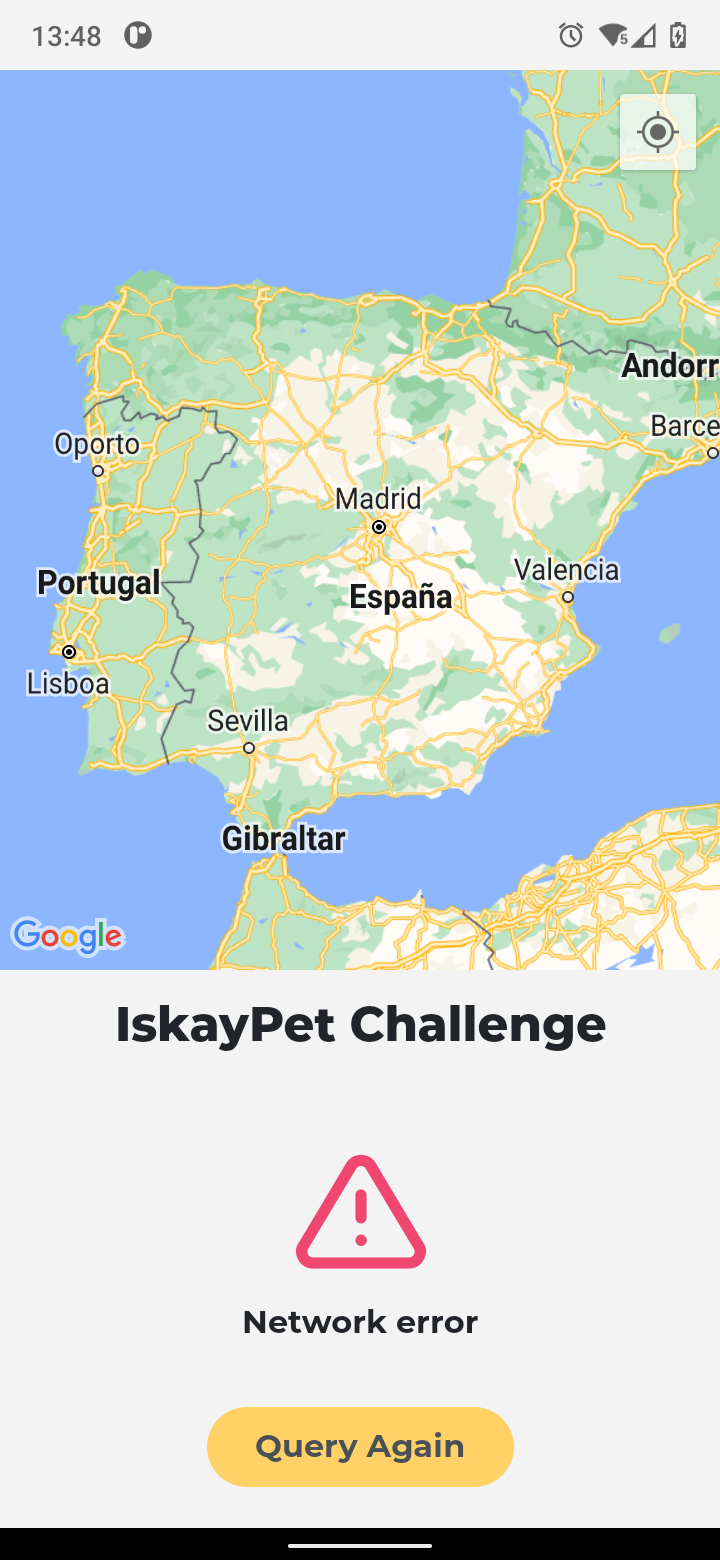 13:48
5
Andorr
Barce
Oporto
Madrid
Valencia
Portugal
España
Lisboa
Sevilla
Gibraltar
Google
IskayPet Challenge
Network error
Query Again